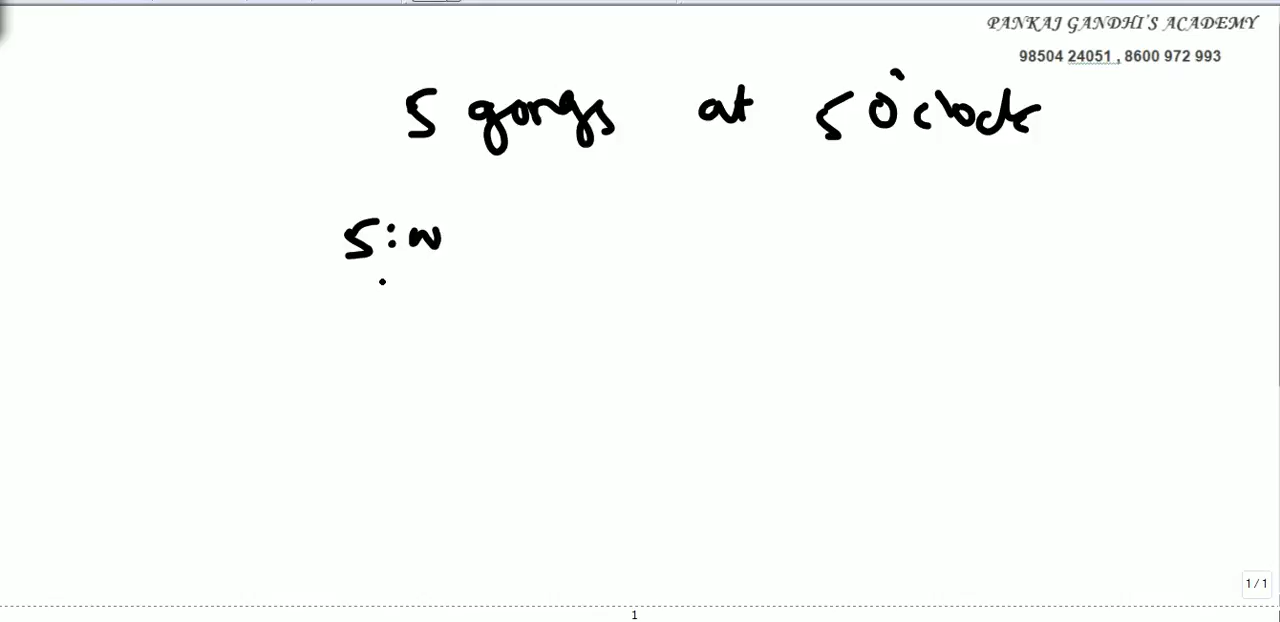 PANKAJ GANDHI'S ACADEMY
98504 24051 , 8600 972 993
5 gongs at 5 O'clock
5:00
1 / 1
1